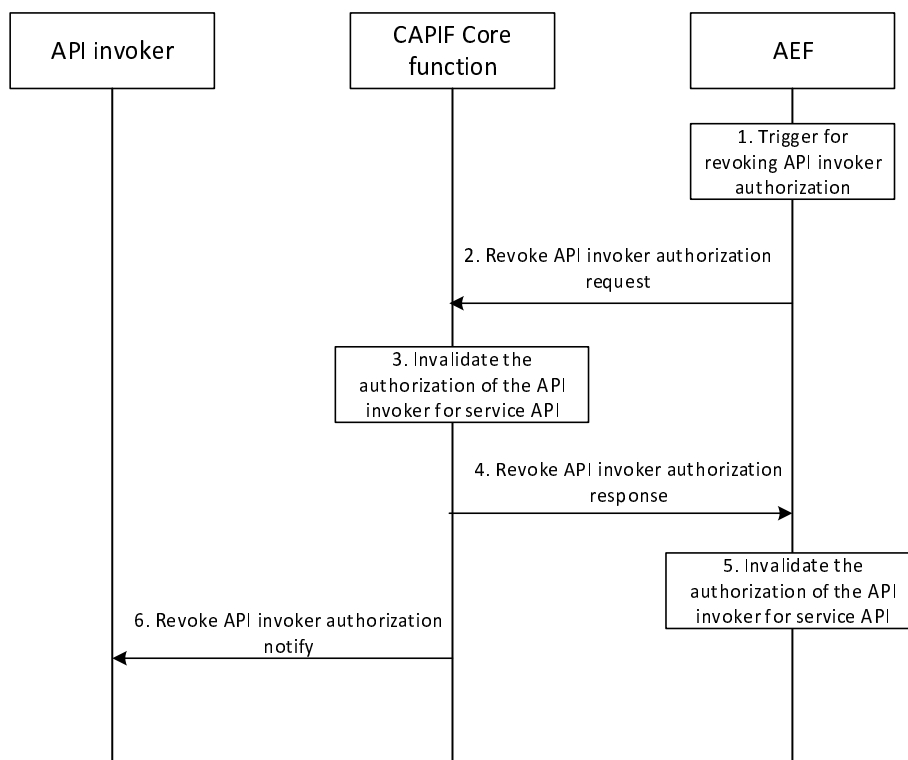 API invoker
CAPIF Core
function
AEF
1. Trigger for
revoking API invoker
authorization
2. Revoke API invoker authorization
request
3. Invalidate the
authorization of the API
invoker for service API
4. Revoke API invoker authorization
response
5. Invalidate the
authorization of the API
invoker for service API
6. Revoke API invoker authorization
notify